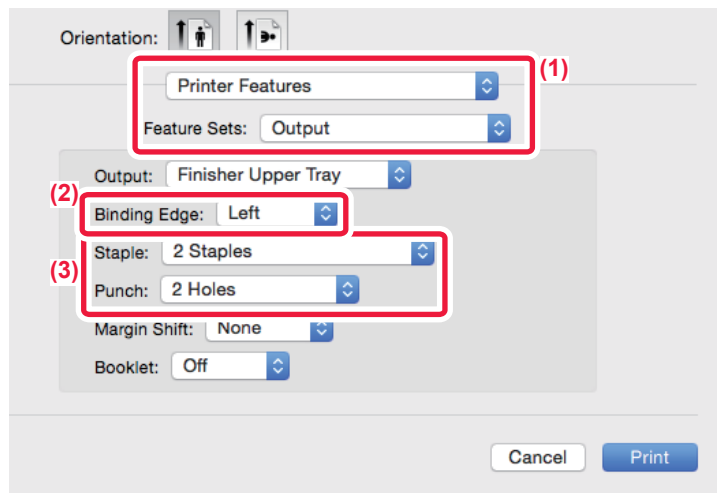 Orientation:
(1)
Printer Features
Feature Sets: Output
Output: Finisher Upper Tray
(2)
Binding Edge: Left
Staple: 2 Staples
(3)
Punch: 2 Holes
Margin Shift: None
Booklet: Off
Cancel Print